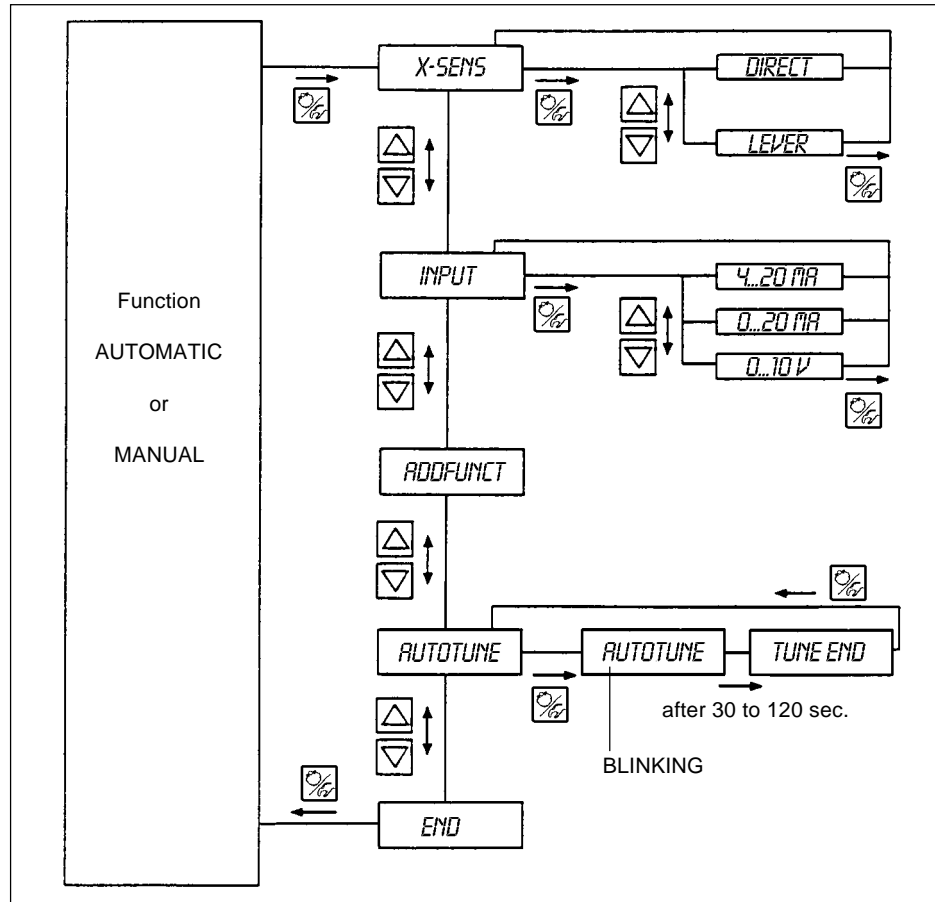 X-SENS
DIRECT
LEVER
INPUT
4...20 MA
0...20 MA
0...10 V
Function
AUTOMATIC
or
MANUAL
ADDFUNCT
AUTOTUNE
AUTOTUNE
TUNE END
after 30 to 120 sec.
BLINKING
END